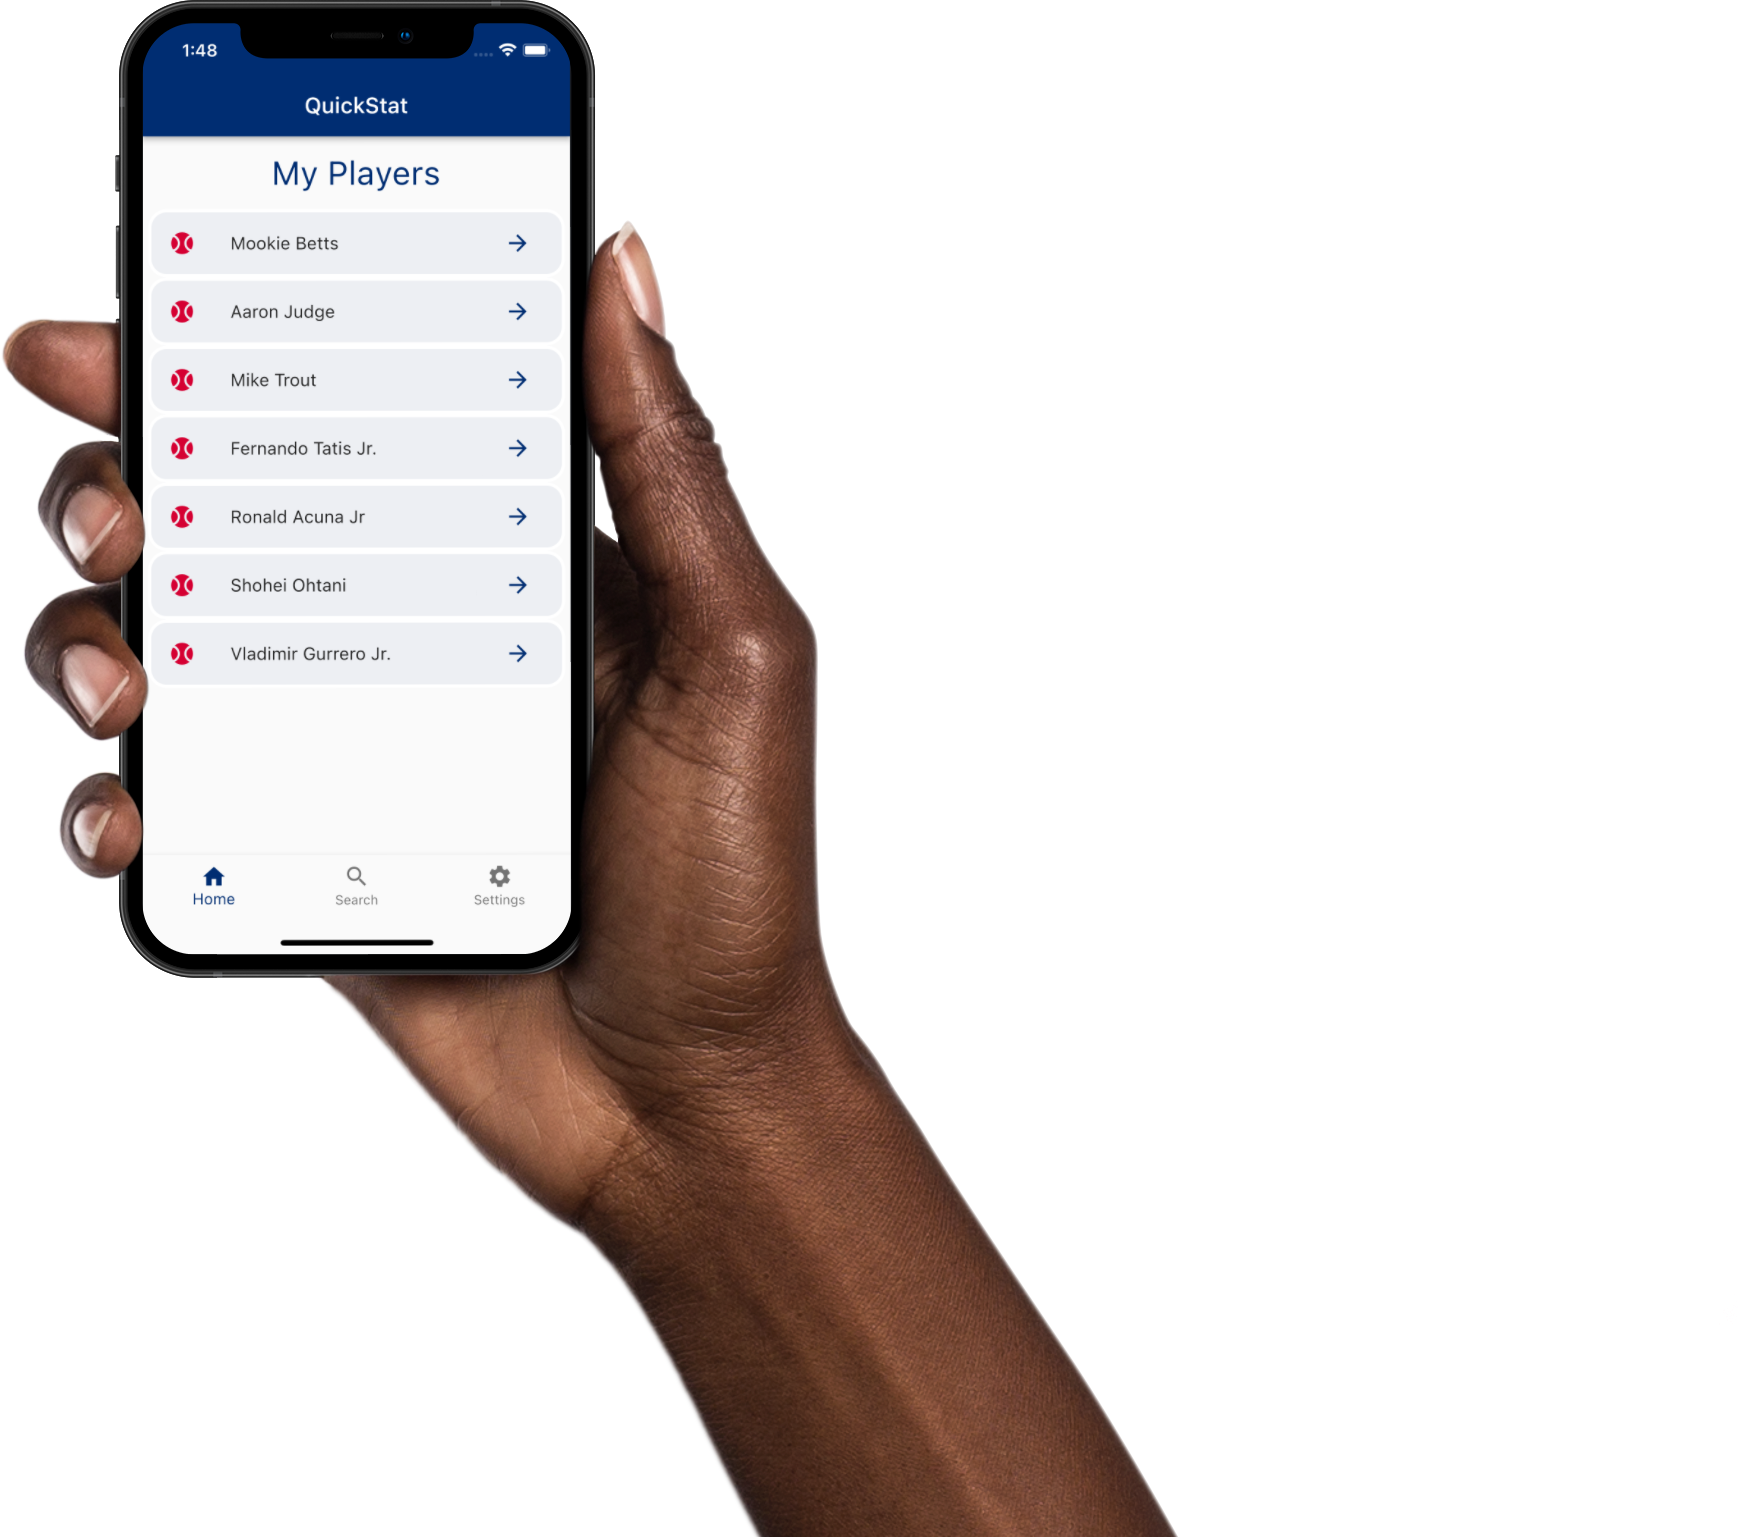 1:48
QuickStat
My Players
Mookie Betts
Aaron Judge
Mike Trout
Fernando Tatis Jr.
Ronald Acuna Jr
Shohei Ohtani
Vladimir Gurrero Jr.
Home Search Settings